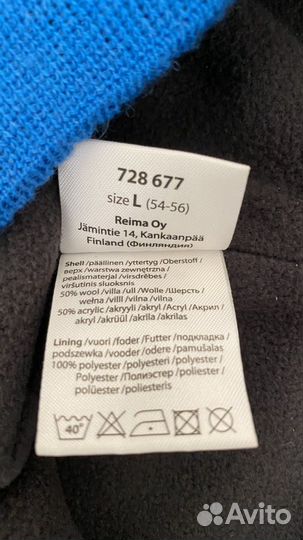 728 677
size L (54-56)
Reima Oy
Jämintie 14, Kankaanpää
Finland (Финляндия)
Shell/päällinen/yttertyg/Oberstoff/
верх/warstwa zewnętrzna/
pealismaterjal/virsdrēbes/
viršutinis sluoksnis
50% wool/villa/ull/Wolle/Шерсть/
wełna/villl/vilna/vilna
50% acrylic/akryyli/akryl/Acryl/Акрил/
akryl/akrüül/akrila/akrilas
Lining/vuori/foder/Futter/подкладка/
podszewka/vooder/odere/pamušalas
100% polyester/polyesteri/polyester/
Polyester/Полиэстер/poliester/
polüester/poliesteris
40°
Avito